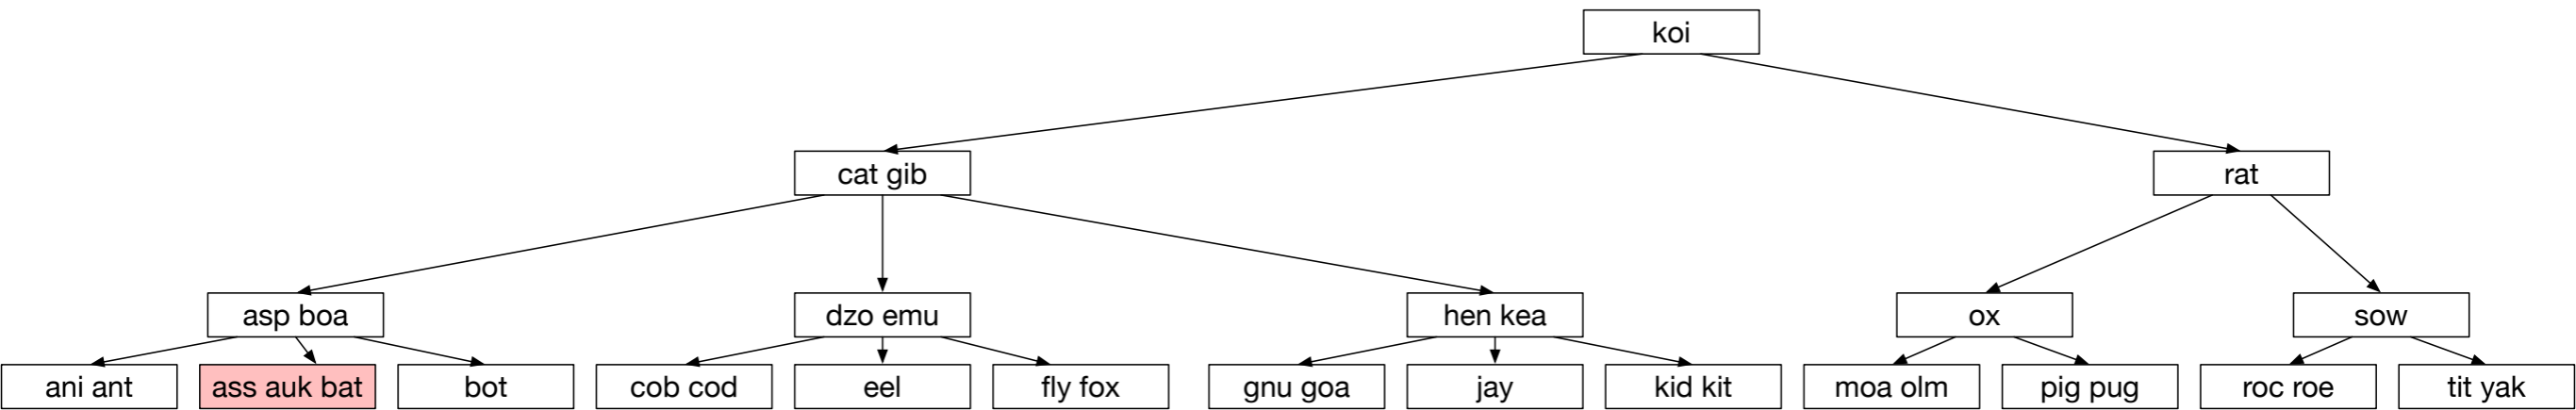 koi
cat gib
rat
asp boa
dzo emu
hen kea
ox
sow
ani ant
ass auk bat
bot
cob cod
eel
fly fox
gnu goa
jay
kid kit
moa olm
pig pug
roc roe
tit yak